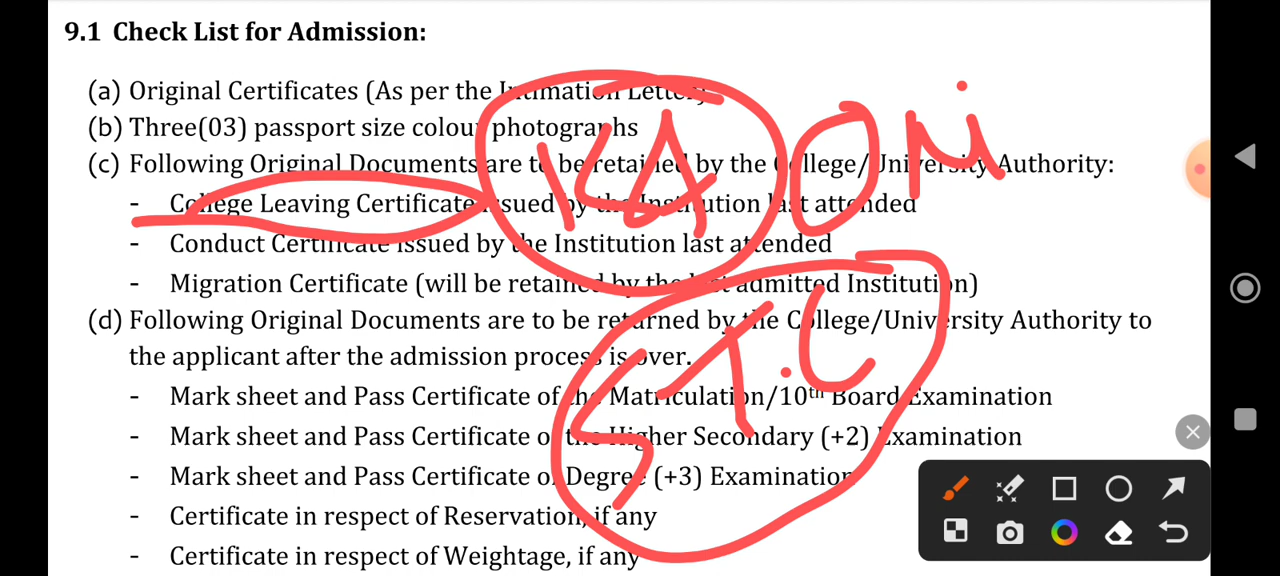 9.1 Check List for Admission:
(a) Original Certificates (As per the Intimation Letter)
(b) Three(03) passport size colour photographs
(c) Following Original Documents are to be retained by the College/University Authority:
- College Leaving Certificate issued by the Institution last attended
- Conduct Certificate issued by the Institution last attended
- Migration Certificate (will be retained by the last admitted Institution)
(d) Following Original Documents are to be returned by the College/University Authority to
the applicant after the admission process is over.
- Mark sheet and Pass Certificate of the Matriculation/10th Board Examination
- Mark sheet and Pass Certificate of the Higher Secondary (+2) Examination
- Mark sheet and Pass Certificate of Degree (+3) Examination
- Certificate in respect of Reservation, if any
- Certificate in respect of Weightage, if any